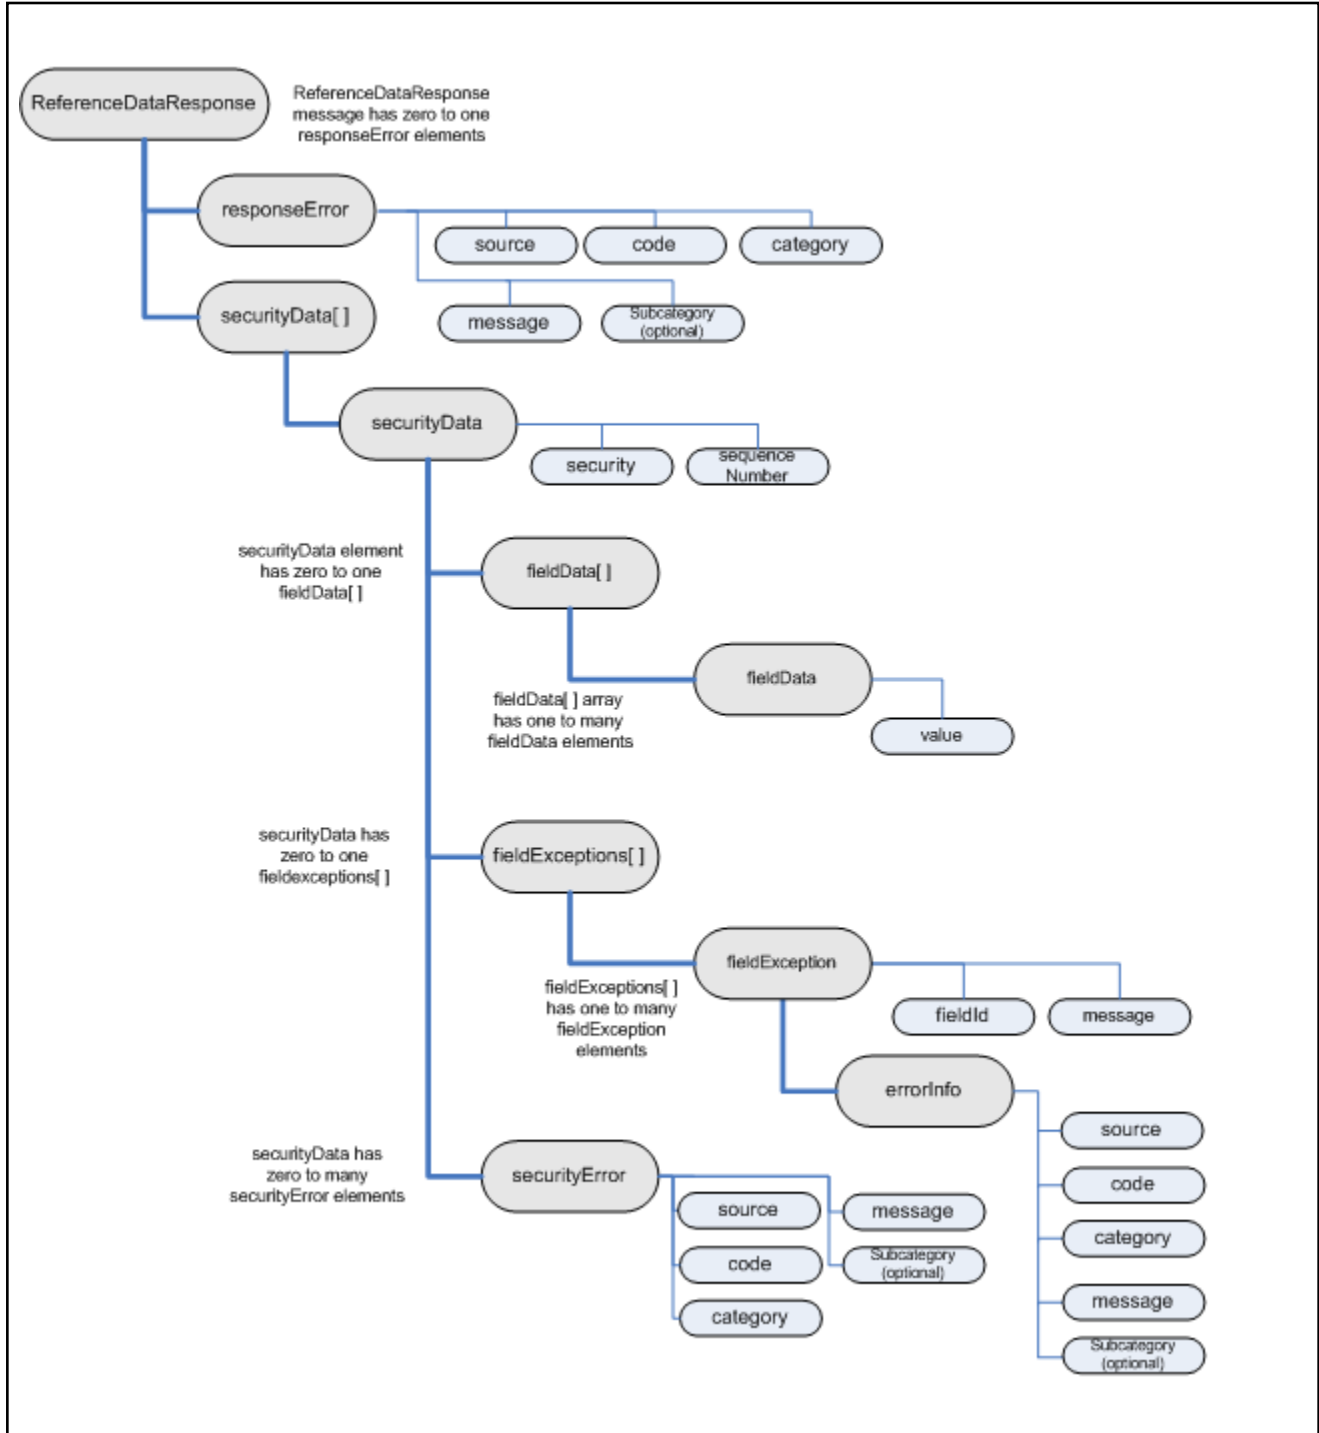 ReferenceDataResponse
ReferenceDataResponse
message has zero to one
responseError elements
responseError
source
code
category
securityData[ ]
message
Subcategory
(optional)
securityData
security
sequence
Number
securityData element
has zero to one
fieldData[ ]
fieldData[ ]
fieldData
fieldData[ ] array
has one to many
fieldData elements
value
securityData has
zero to one
fieldexceptions[ ]
fieldExceptions[ ]
fieldException
fieldExceptions[ ]
has one to many
fieldException
elements
fieldId
message
errorInfo
source
code
category
message
Subcategory
(optional)
securityData has
zero to many
securityError elements
securityError
source
message
code
Subcategory
(optional)
category